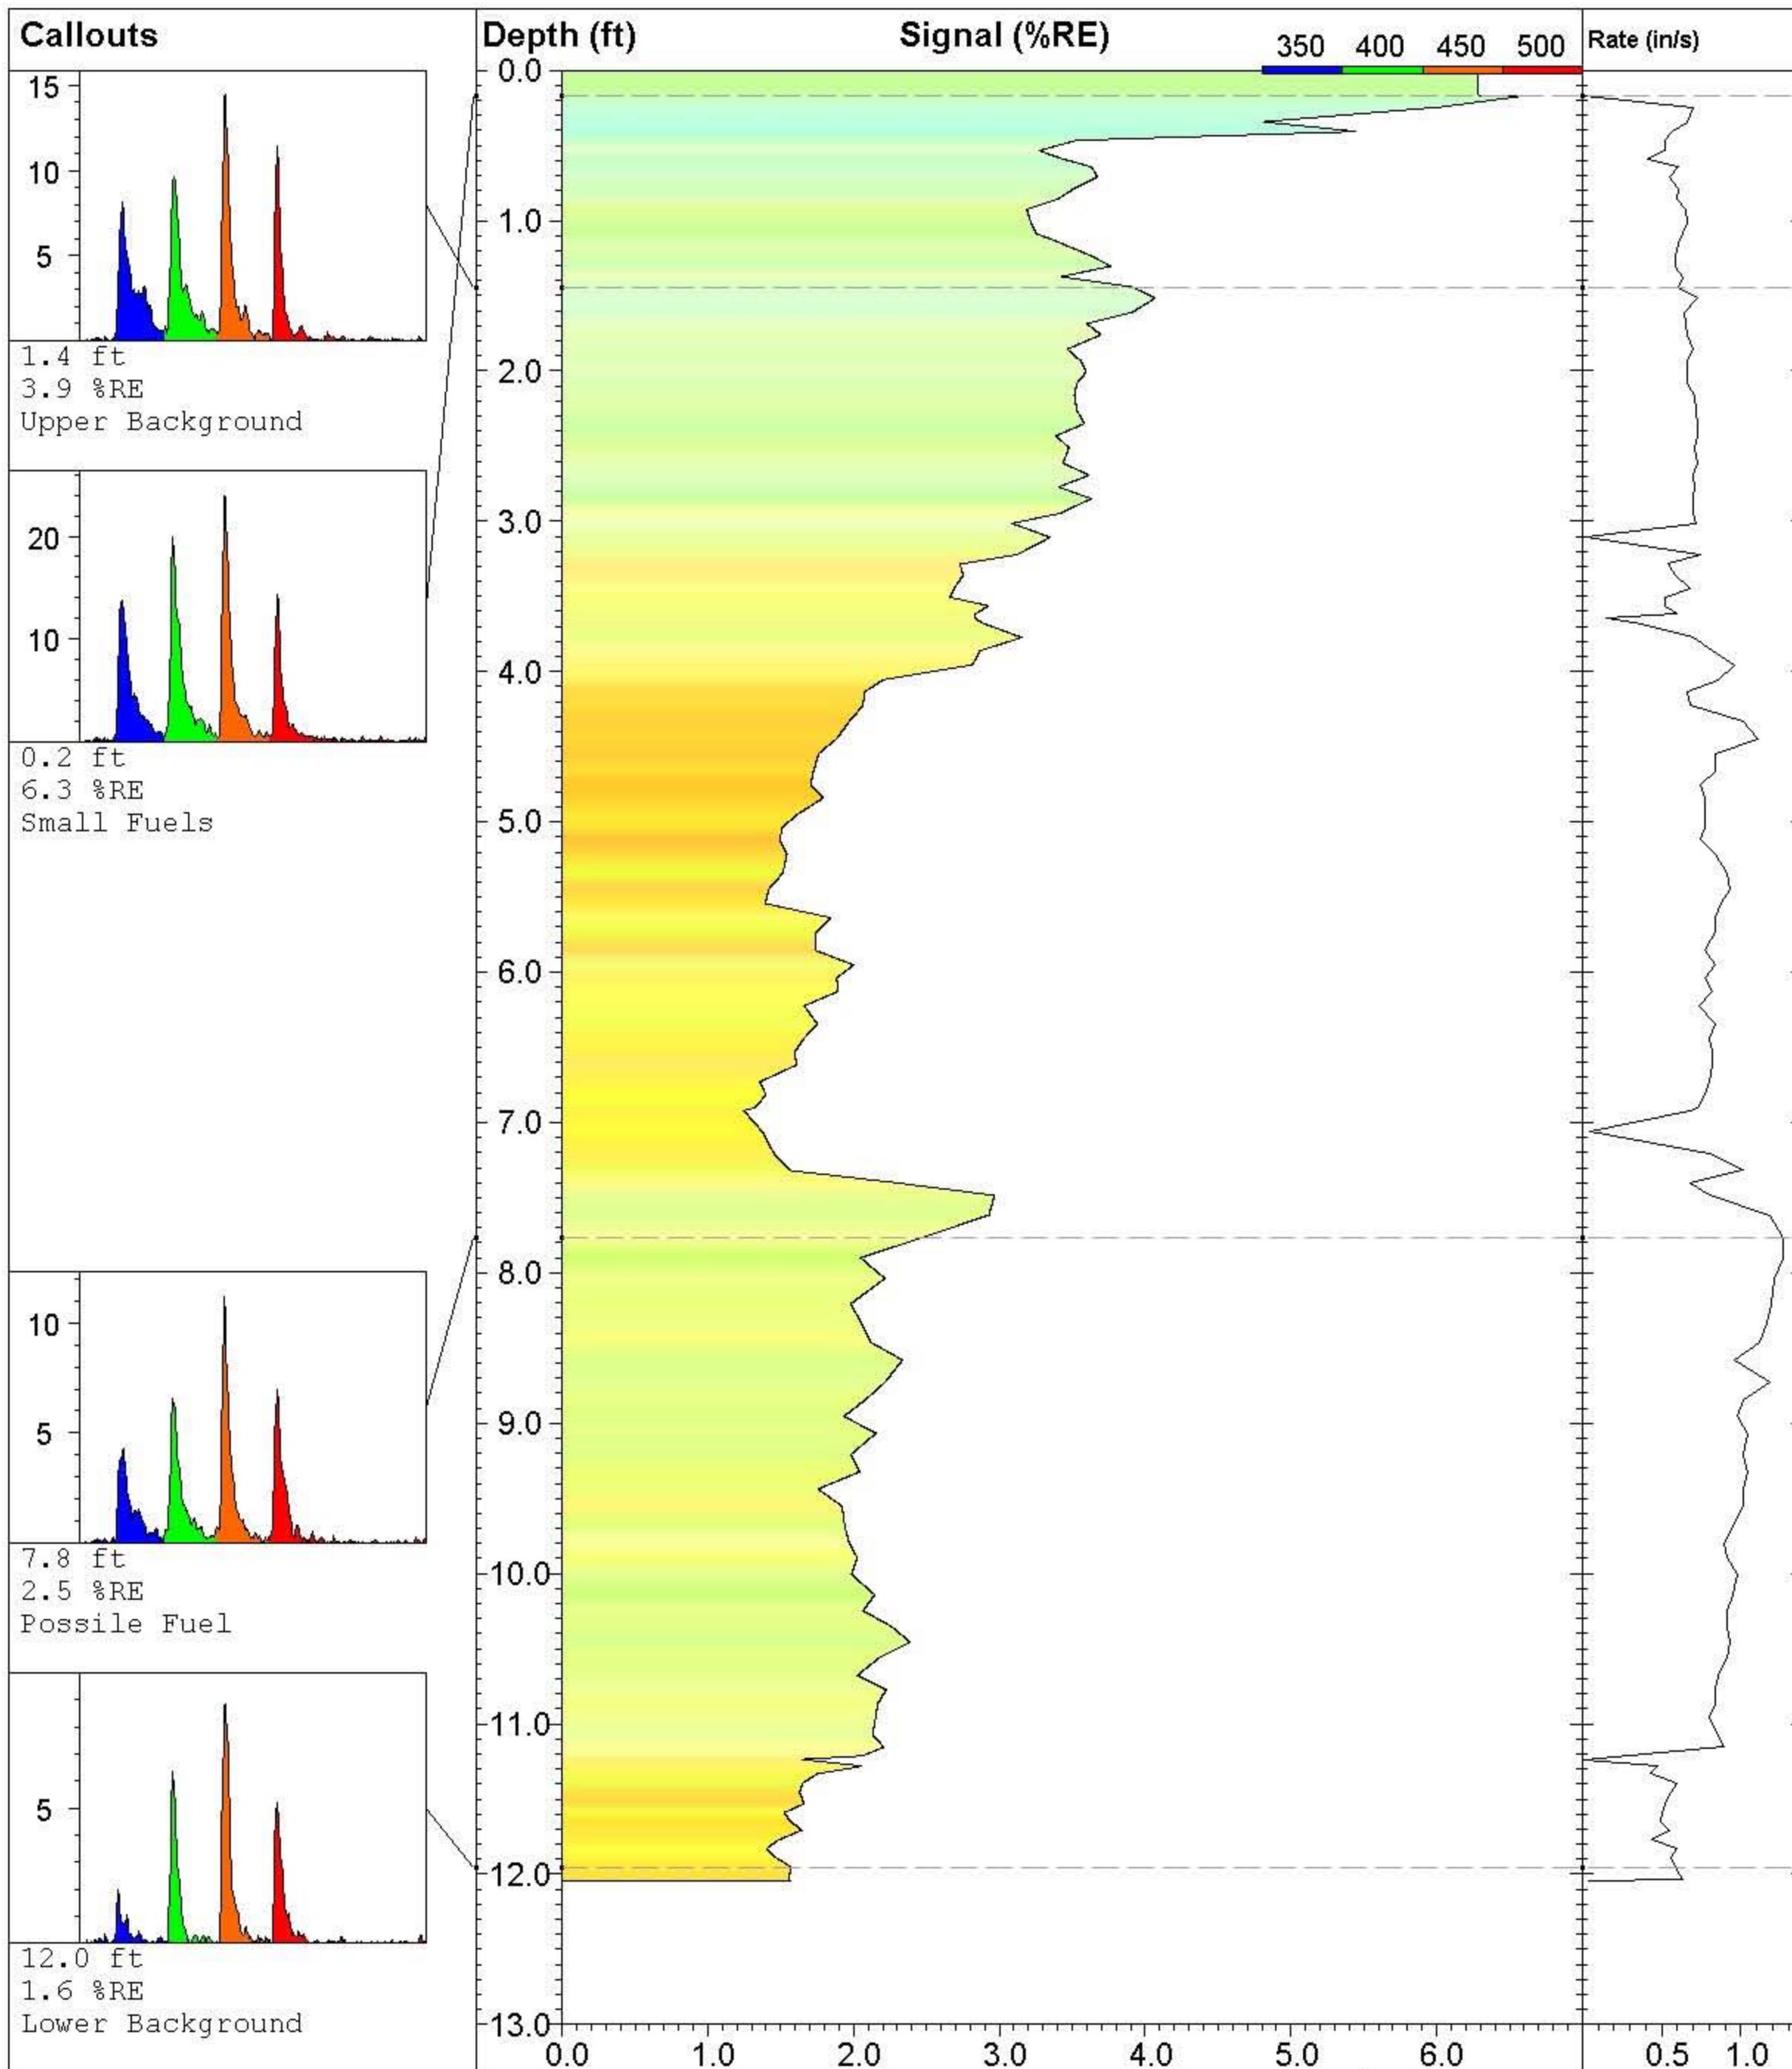 Callouts
Depth (ft)
Signal (%RE)
350 400 450 500
Rate (in/s)
15
10
5
1.4 ft
3.9 %RE
Upper Background
20
10
0.2 ft
6.3 %RE
Small Fuels
10
5
7.8 ft
2.5 %RE
Possile Fuel
5
12.0 ft
1.6 %RE
Lower Background
0.0
1.0
2.0
3.0
4.0
5.0
6.0
7.0
8.0
9.0
10.0
11.0
12.0
13.0
0.0 1.0 2.0 3.0 4.0 5.0 6.0
0.5 1.0